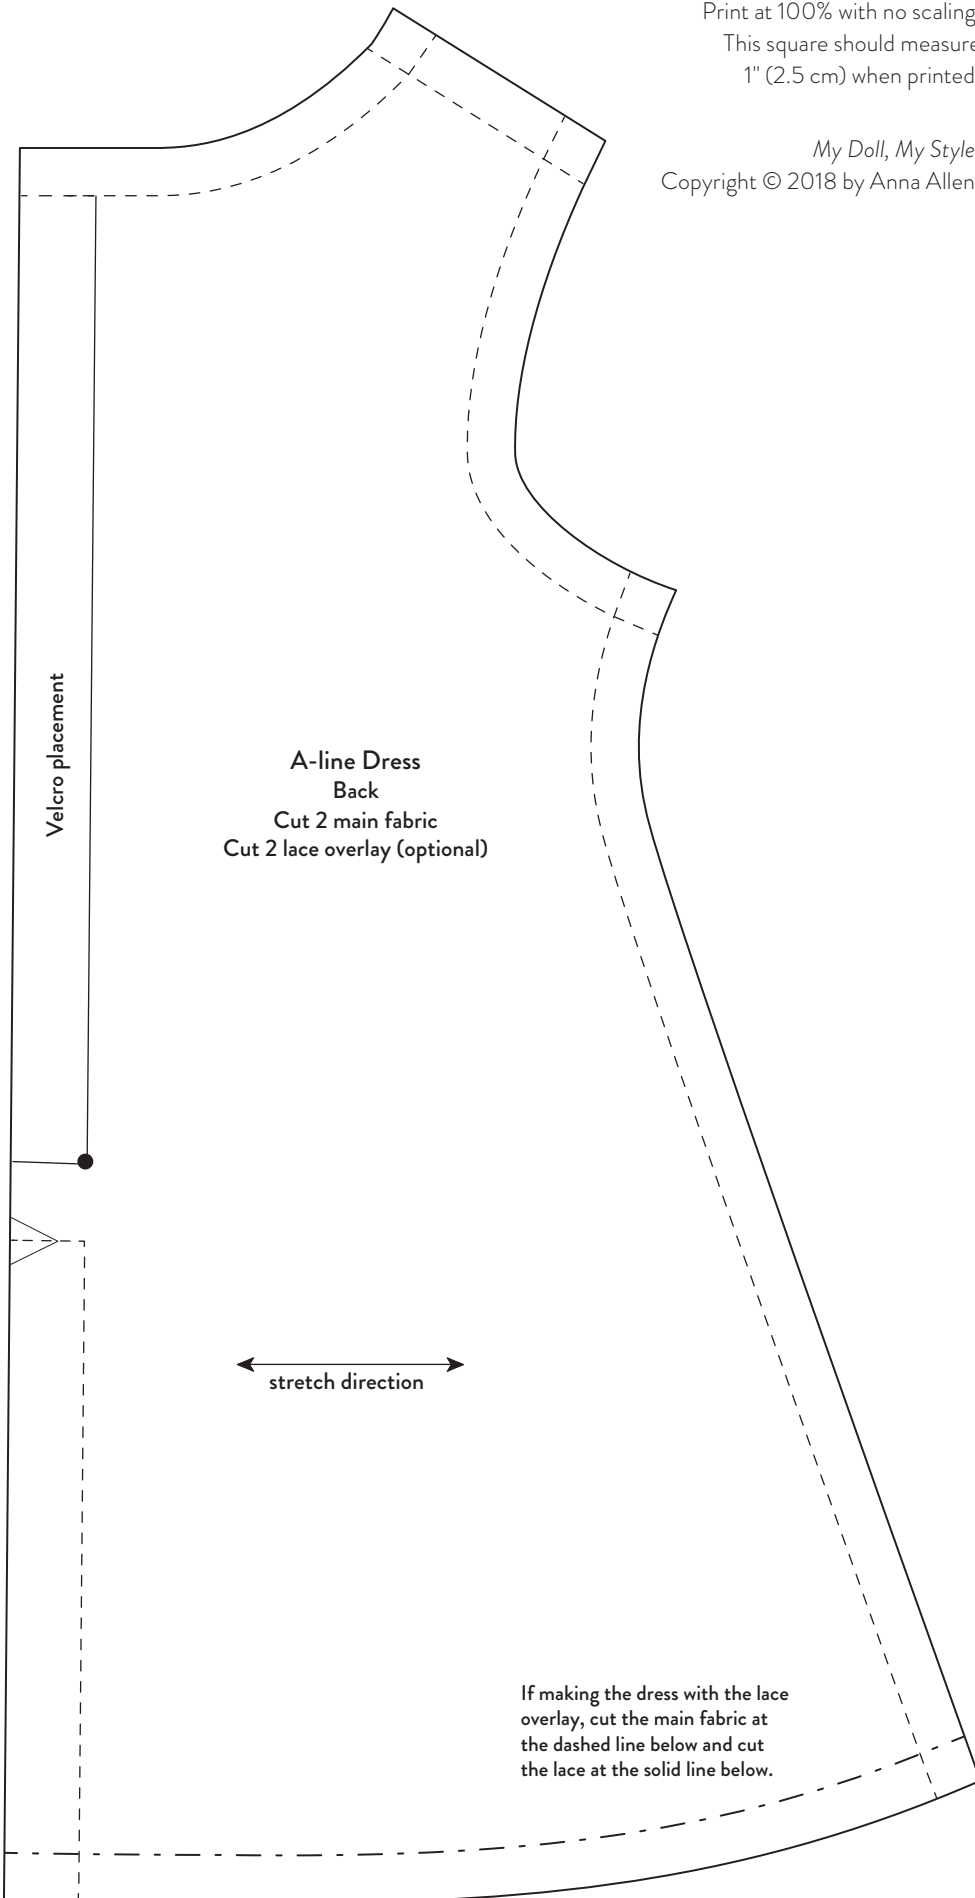 Print at 100% with no scaling
This square should measure
1" (2.5 cm) when printed
My Doll, My Style
Copyright © 2018 by Anna Allen
Velcro placement
A-line Dress
Back
Cut 2 main fabric
Cut 2 lace overlay (optional)
stretch direction
If making the dress with the lace
overlay, cut the main fabric at
the dashed line below and cut
the lace at the solid line below.